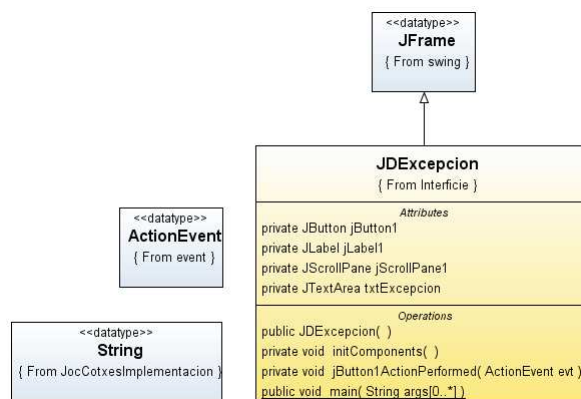 <<datatype>>
JFrame
{ From swing }
JDExcepcion
{ From Interficie }
Attributes
private JButton jButton1
private JLabel jLabel1
private JScrollPane jScrollPane1
private JTextArea txtExcepcion
Operations
public JDExcepcion( )
private void initComponents( )
private void jButton1ActionPerformed( ActionEvent evt )
public void main( String args[0..*] )
<<datatype>>
ActionEvent
{ From event }
<<datatype>>
String
{ From JocCotxesImplementacion }